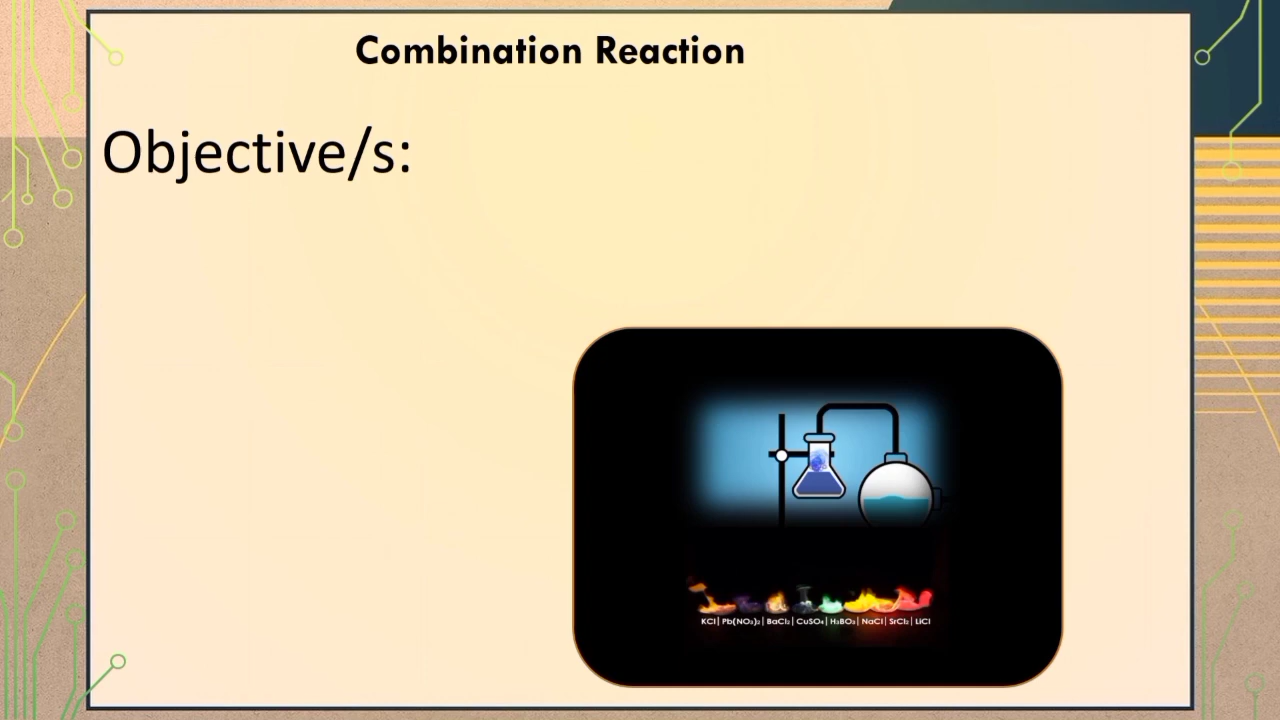 Combination Reaction
Objective/s:
KCl| Pb(NO₃)₂ | BaCl₂ | CuSO₄ | H₃BO₃ | NaCl | SrCl₂ | LiCl